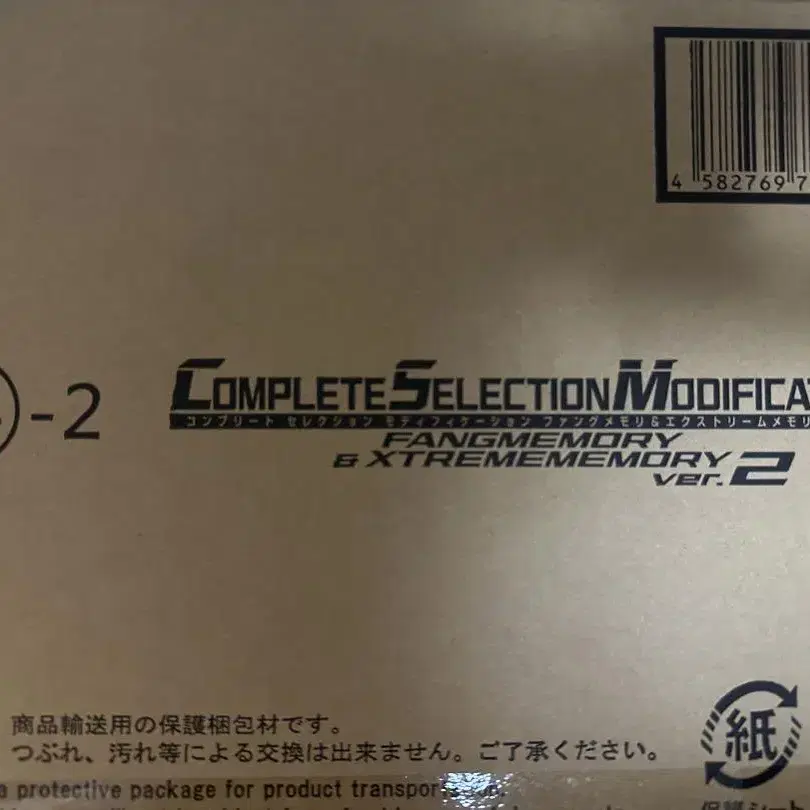 4 582769 7
-2
COMPLETE SELECTION MODIFICAT
コンプリート セレクション モディフィケーション ファングメモリ&エクストリームメモリ
FANGMEMORY
& XTREMEMEMORY
ver.2
商品輸送用の保護梱包材です。
つぶれ、汚れ等による交換は出来ません。ご了承ください。
紙
a protective package for product transpor